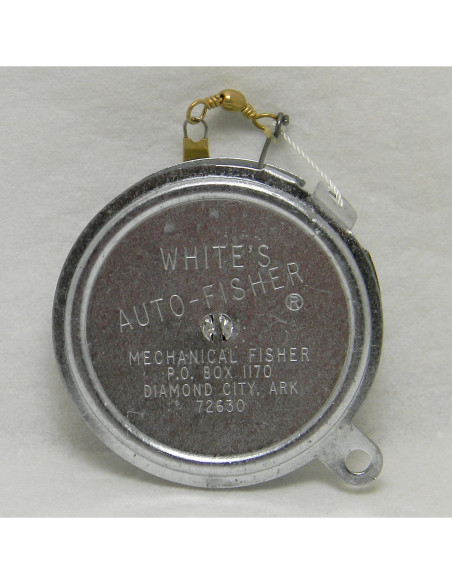 WHITE'S
AUTO-FISHER ®
MECHANICAL FISHER
P.O. BOX 1170
DIAMOND CITY, ARK
72630